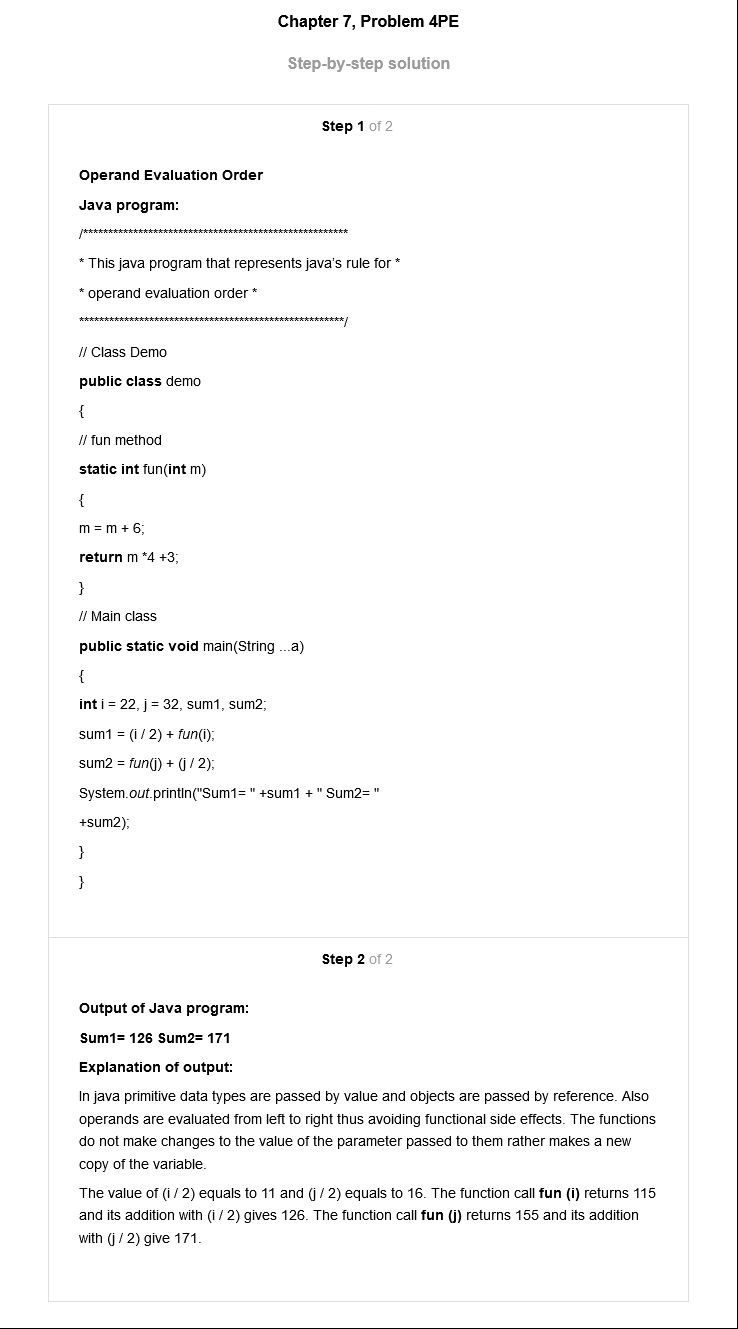 Chapter 7, Problem 4PE
Step-by-step solution
Step 1 of 2
Operand Evaluation Order
Java program:
/*****************************************************
* This java program that represents java's rule for *
* operand evaluation order *
*****************************************************/
// Class Demo
public class demo
{
// fun method
static int fun(int m)
{
m = m + 6;
return m *4 +3;
}
// Main class
public static void main(String ...a)
{
int i = 22, j = 32, sum1, sum2;
sum1 = (i / 2) + fun(i);
sum2 = fun(j) + (j / 2);
System.out.println("Sum1= " +sum1 + " Sum2= "
+sum2);
}
}
Step 2 of 2
Output of Java program:
Sum1= 126 Sum2= 171
Explanation of output:
In java primitive data types are passed by value and objects are passed by reference. Also
operands are evaluated from left to right thus avoiding functional side effects. The functions
do not make changes to the value of the parameter passed to them rather makes a new
copy of the variable.
The value of (i / 2) equals to 11 and (j / 2) equals to 16. The function call fun (i) returns 115
and its addition with (i / 2) gives 126. The function call fun (j) returns 155 and its addition
with (j / 2) give 171.